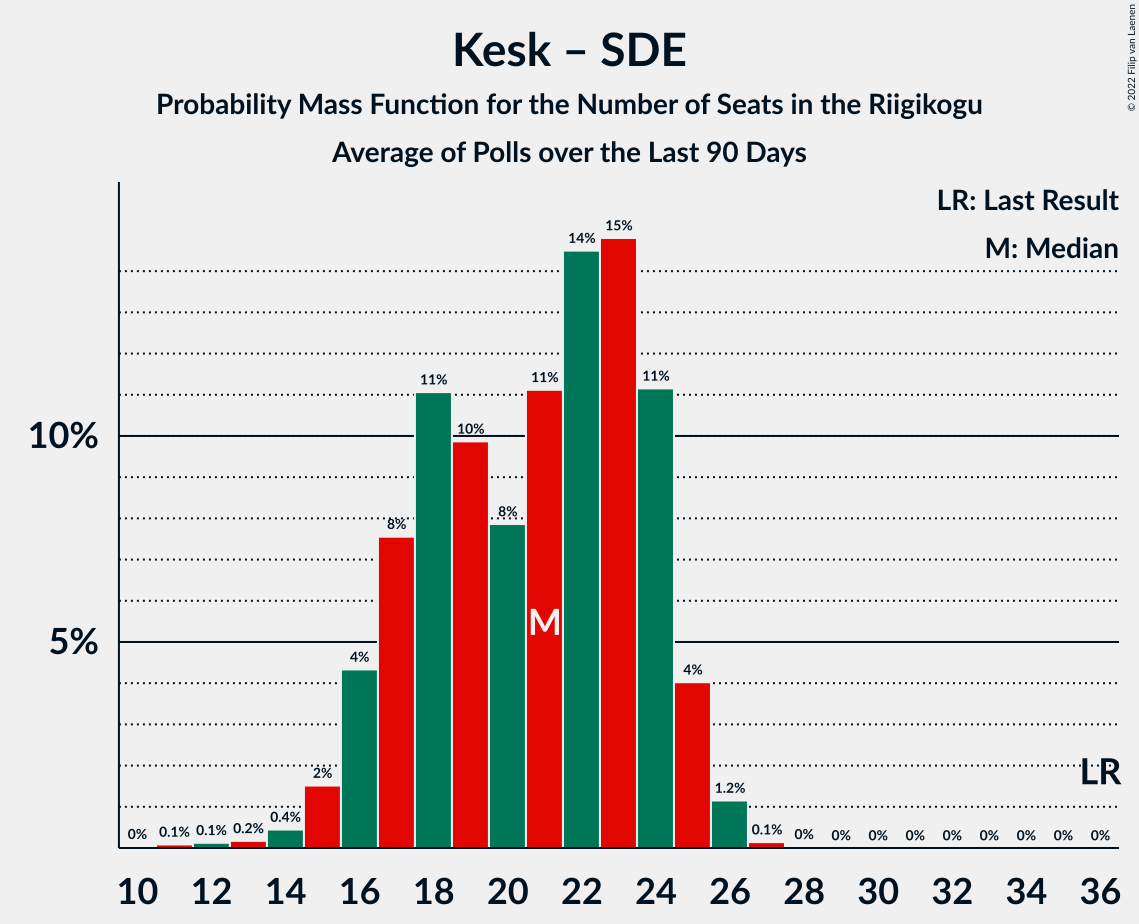 Kesk – SDE
Probability Mass Function for the Number of Seats in the Riigikogu
Average of Polls over the Last 90 Days
© 2022 Filip van Laenen
LR: Last Result
M: Median
15%
14%
11% 11% 11%
10%
10%
8% 8%
M
5%
4% 4%
2% LR
0% 0.1% 0.1% 0.2% 0.4% 1.2% 0.1% 0% 0% 0% 0% 0% 0% 0% 0% 0%
10 12 14 16 18 20 22 24 26 28 30 32 34 36